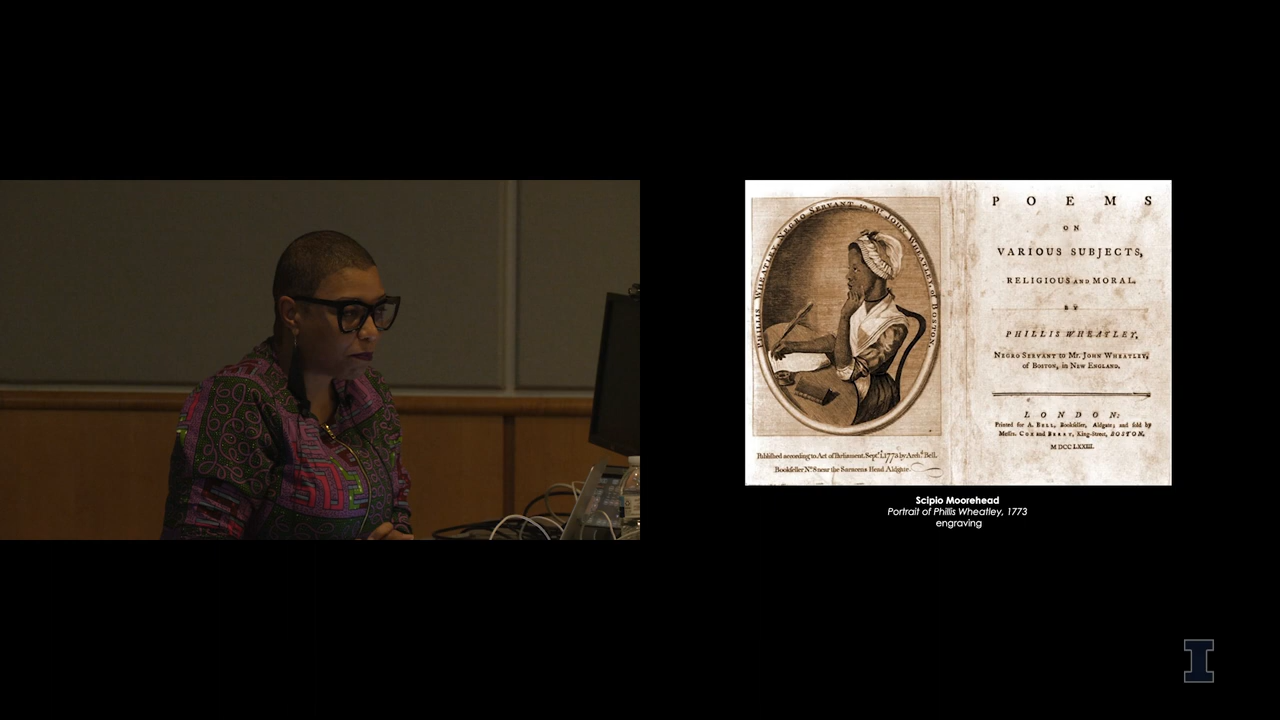 PHILLIS WHEATLEY, NEGRO SERVANT to Mr. JOHN WHEATLEY, of BOSTON.
Published according to Act of Parliament, Sept.r 1, 1773 by Arch.d Bell,
Bookseller No. 8 near the Saracens Head Aldgate.
POEMS
ON
VARIOUS SUBJECTS,
RELIGIOUS AND MORAL.
BY
PHILLIS WHEATLEY,
NEGRO SERVANT to Mr. JOHN WHEATLEY,
of BOSTON, in NEW ENGLAND.
LONDON:
Printed for A. BELL, Bookseller, Aldgate; and sold by
Messrs. COX and BERRY, King-Street, BOSTON.
MDCCLXXIII.
Scipio Moorehead
Portrait of Phillis Wheatley, 1773
engraving
I